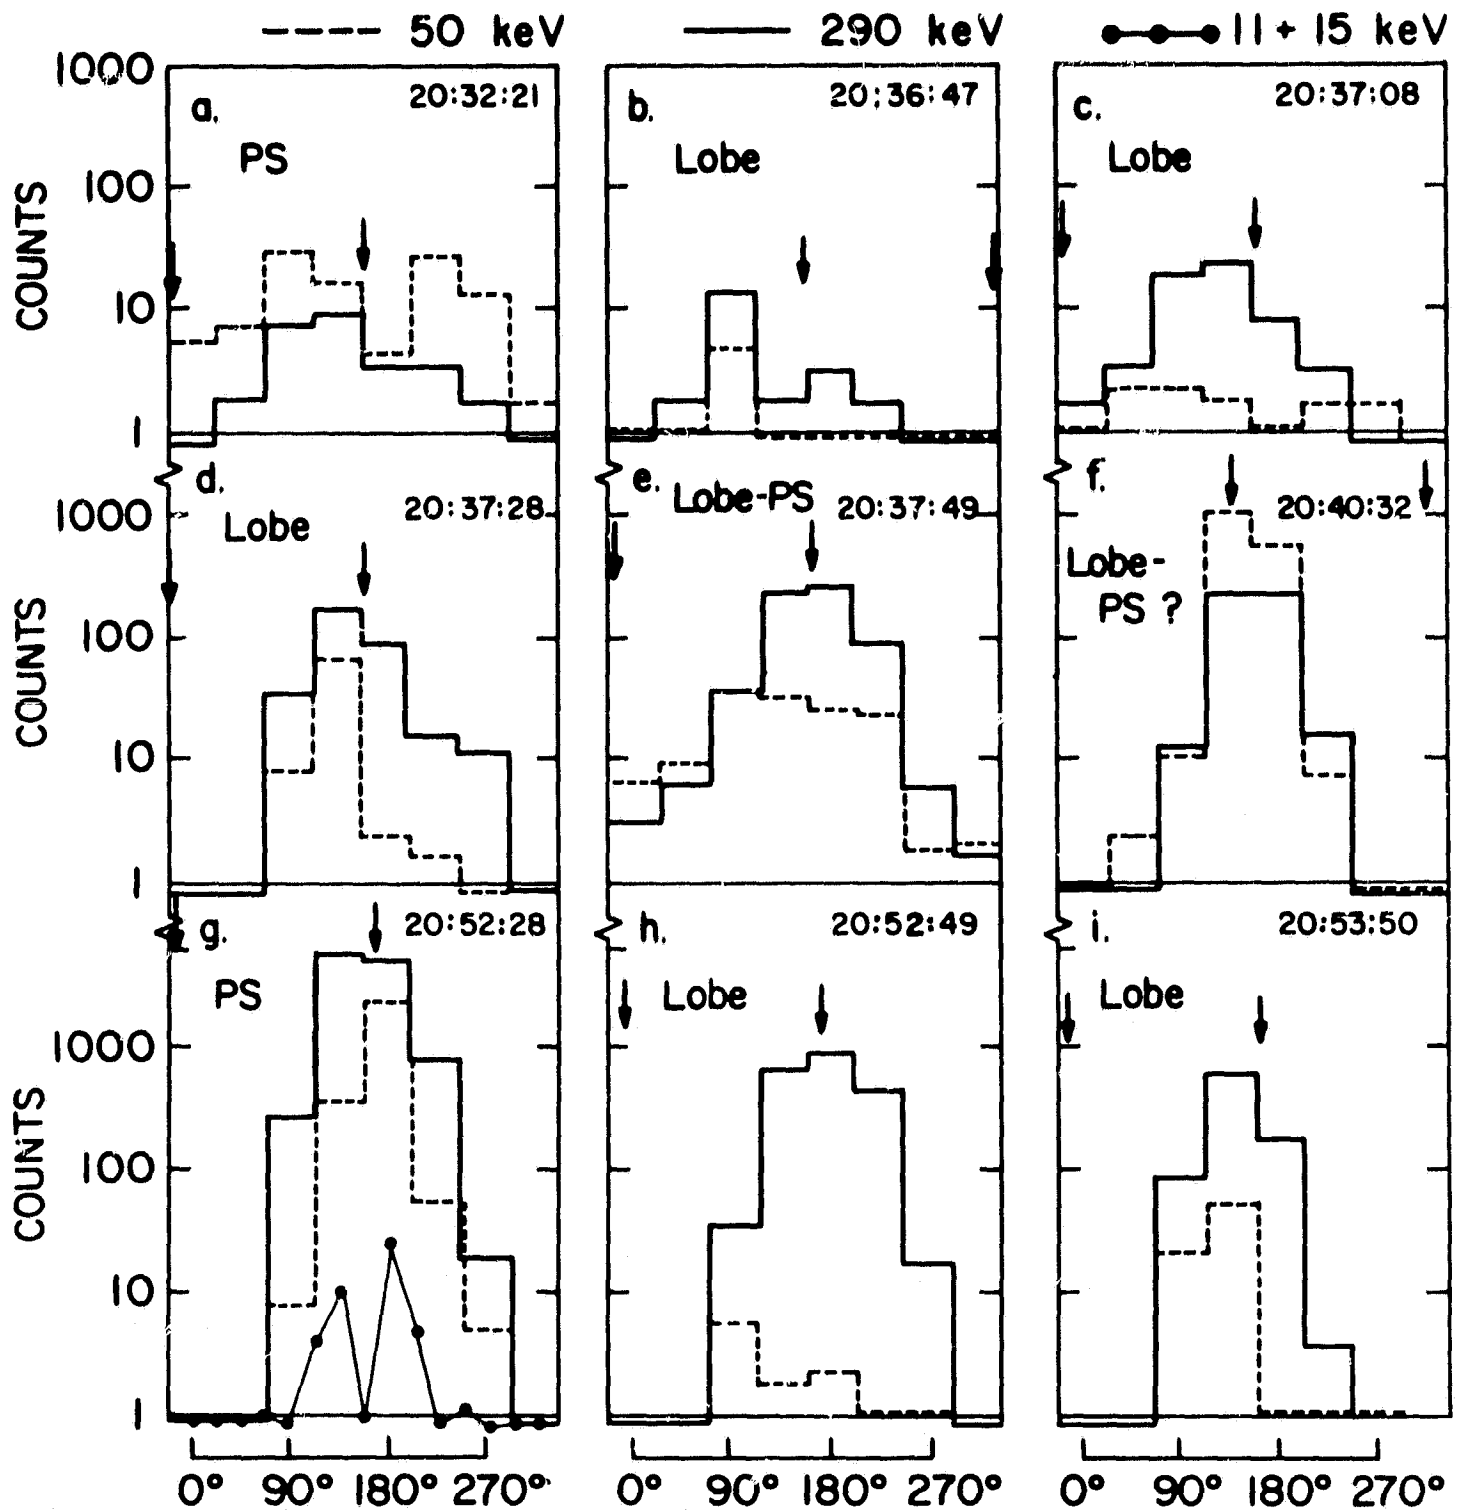 50 keV 290 keV 11 + 15 keV
1000
100
10
1
COUNTS
a. 20:32:21
PS
b. 20:36:47
Lobe
c. 20:37:08
Lobe
1000
100
10
1
COUNTS
d. 20:37:28
Lobe
e. Lobe-PS 20:37:49
f. 20:40:32
Lobe-
PS ?
1000
100
10
1
COUNTS
g. 20:52:28
PS
h. 20:52:49
Lobe
i. 20:53:50
Lobe
0° 90° 180° 270° 0° 90° 180° 270° 0° 90° 180° 270°